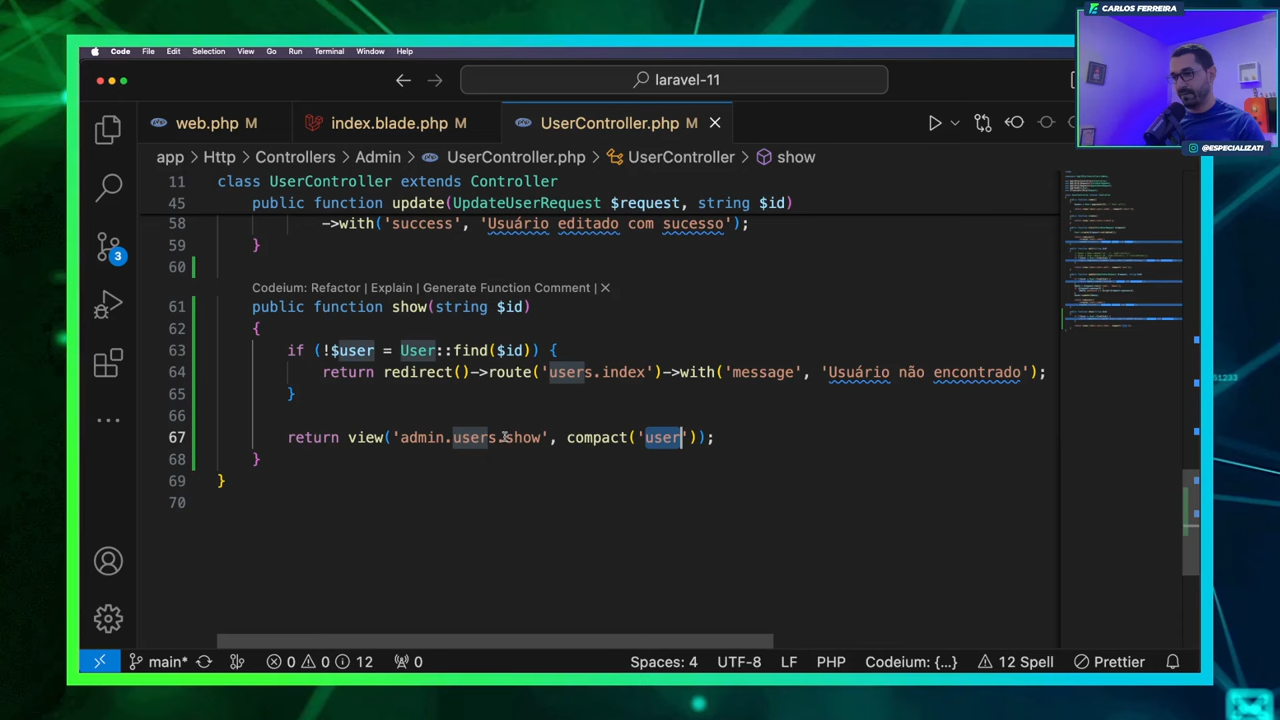 CARLOS FERREIRA
Code File Edit Selection View Go Run Terminal Window Help
laravel-11
web.php M index.blade.php M UserController.php M
app > Http > Controllers > Admin > UserController.php > UserController > show
11 class UserController extends Controller
45 public function update(UpdateUserRequest $request, string $id)
58 ->with('success' 'Usuário editado com sucesso');
59 }
60
Codeium: Refactor | Explain | Generate Function Comment | ×
61 public function show(string $id)
62 {
63 if (!$user = User::find($id)) {
64 return redirect()->route('users.index')->with('message', 'Usuário não encontrado');
65 }
66
67 return view('admin.users.show', compact('user'));
68 }
69 }
70
@ESPECIALIZATI
3
main* 0 0 12 0 Spaces: 4 UTF-8 LF PHP Codeium: {...} 12 Spell Prettier